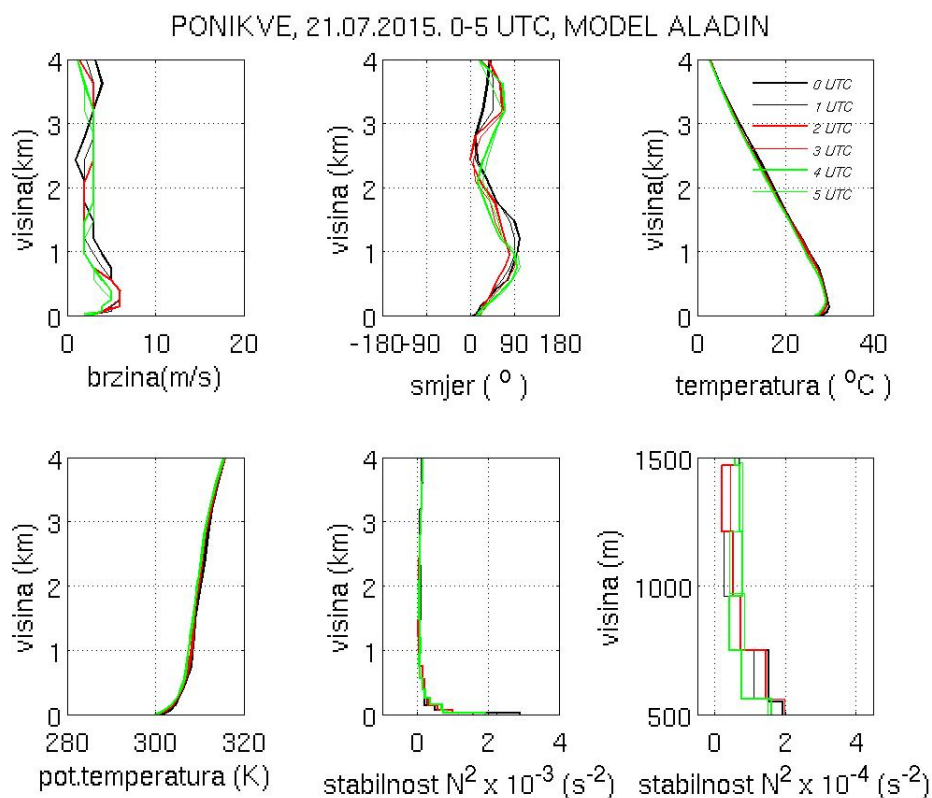 PONIKVE, 21.07.2015. 0-5 UTC, MODEL ALADIN
4
3
2
1
0
visina(km)
0 10 20
brzina(m/s)
4
3
2
1
0
visina (km)
-180 -90 0 90 180
smjer ( o )
4
3
2
1
0
visina(km)
0 UTC
1 UTC
2 UTC
3 UTC
4 UTC
5 UTC
0 20 40
temperatura ( oC )
4
3
2
1
0
visina (km)
280 300 320
pot.temperatura (K)
4
3
2
1
0
visina (km)
0 2 4
stabilnost N² x 10⁻³ (s⁻²)
1500
1000
500
visina (m)
0 2 4
stabilnost N² x 10⁻⁴ (s⁻²)